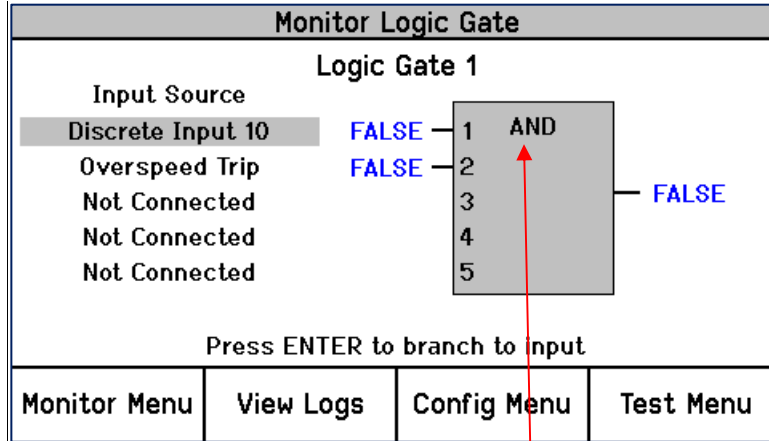 Monitor Logic Gate
Logic Gate 1
Input Source
Discrete Input 10 FALSE 1 AND
Overspeed Trip FALSE 2
Not Connected 3 FALSE
Not Connected 4
Not Connected 5
Press ENTER to branch to input
Monitor Menu View Logs Config Menu Test Menu